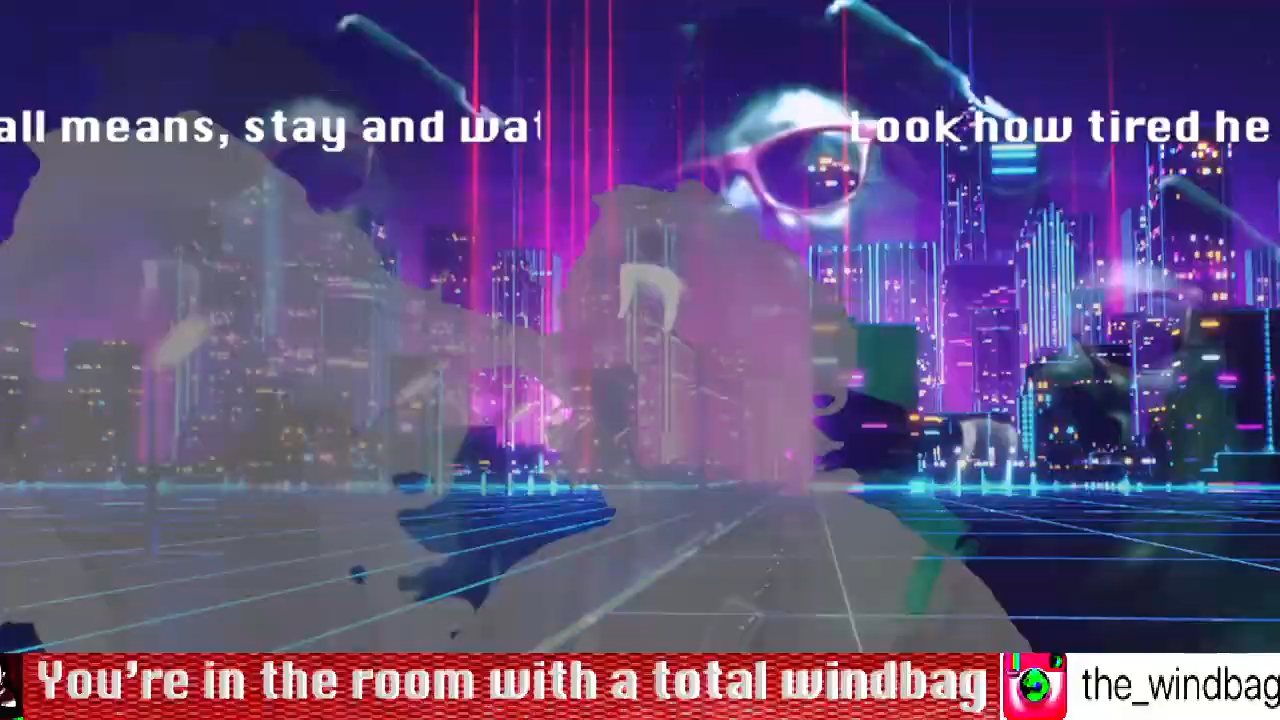 all means, stay and wat
Look how tired he
You're in the room with a total windbag
the_windbag